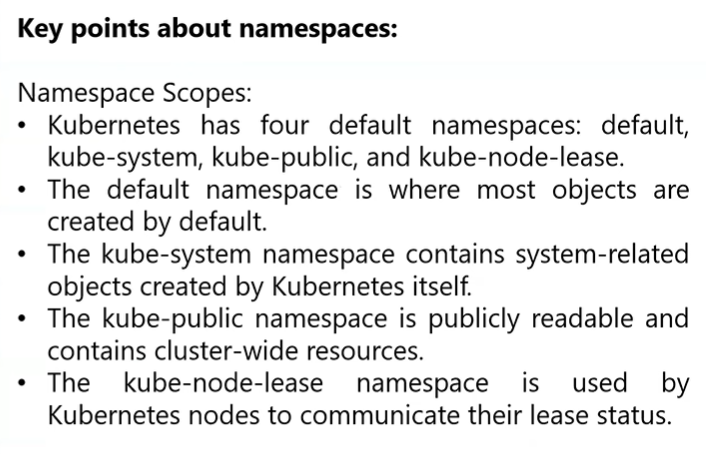 Key points about namespaces:
Namespace Scopes:
• Kubernetes has four default namespaces: default,
kube-system, kube-public, and kube-node-lease.
• The default namespace is where most objects are
created by default.
• The kube-system namespace contains system-related
objects created by Kubernetes itself.
• The kube-public namespace is publicly readable and
contains cluster-wide resources.
• The kube-node-lease namespace is used by
Kubernetes nodes to communicate their lease status.